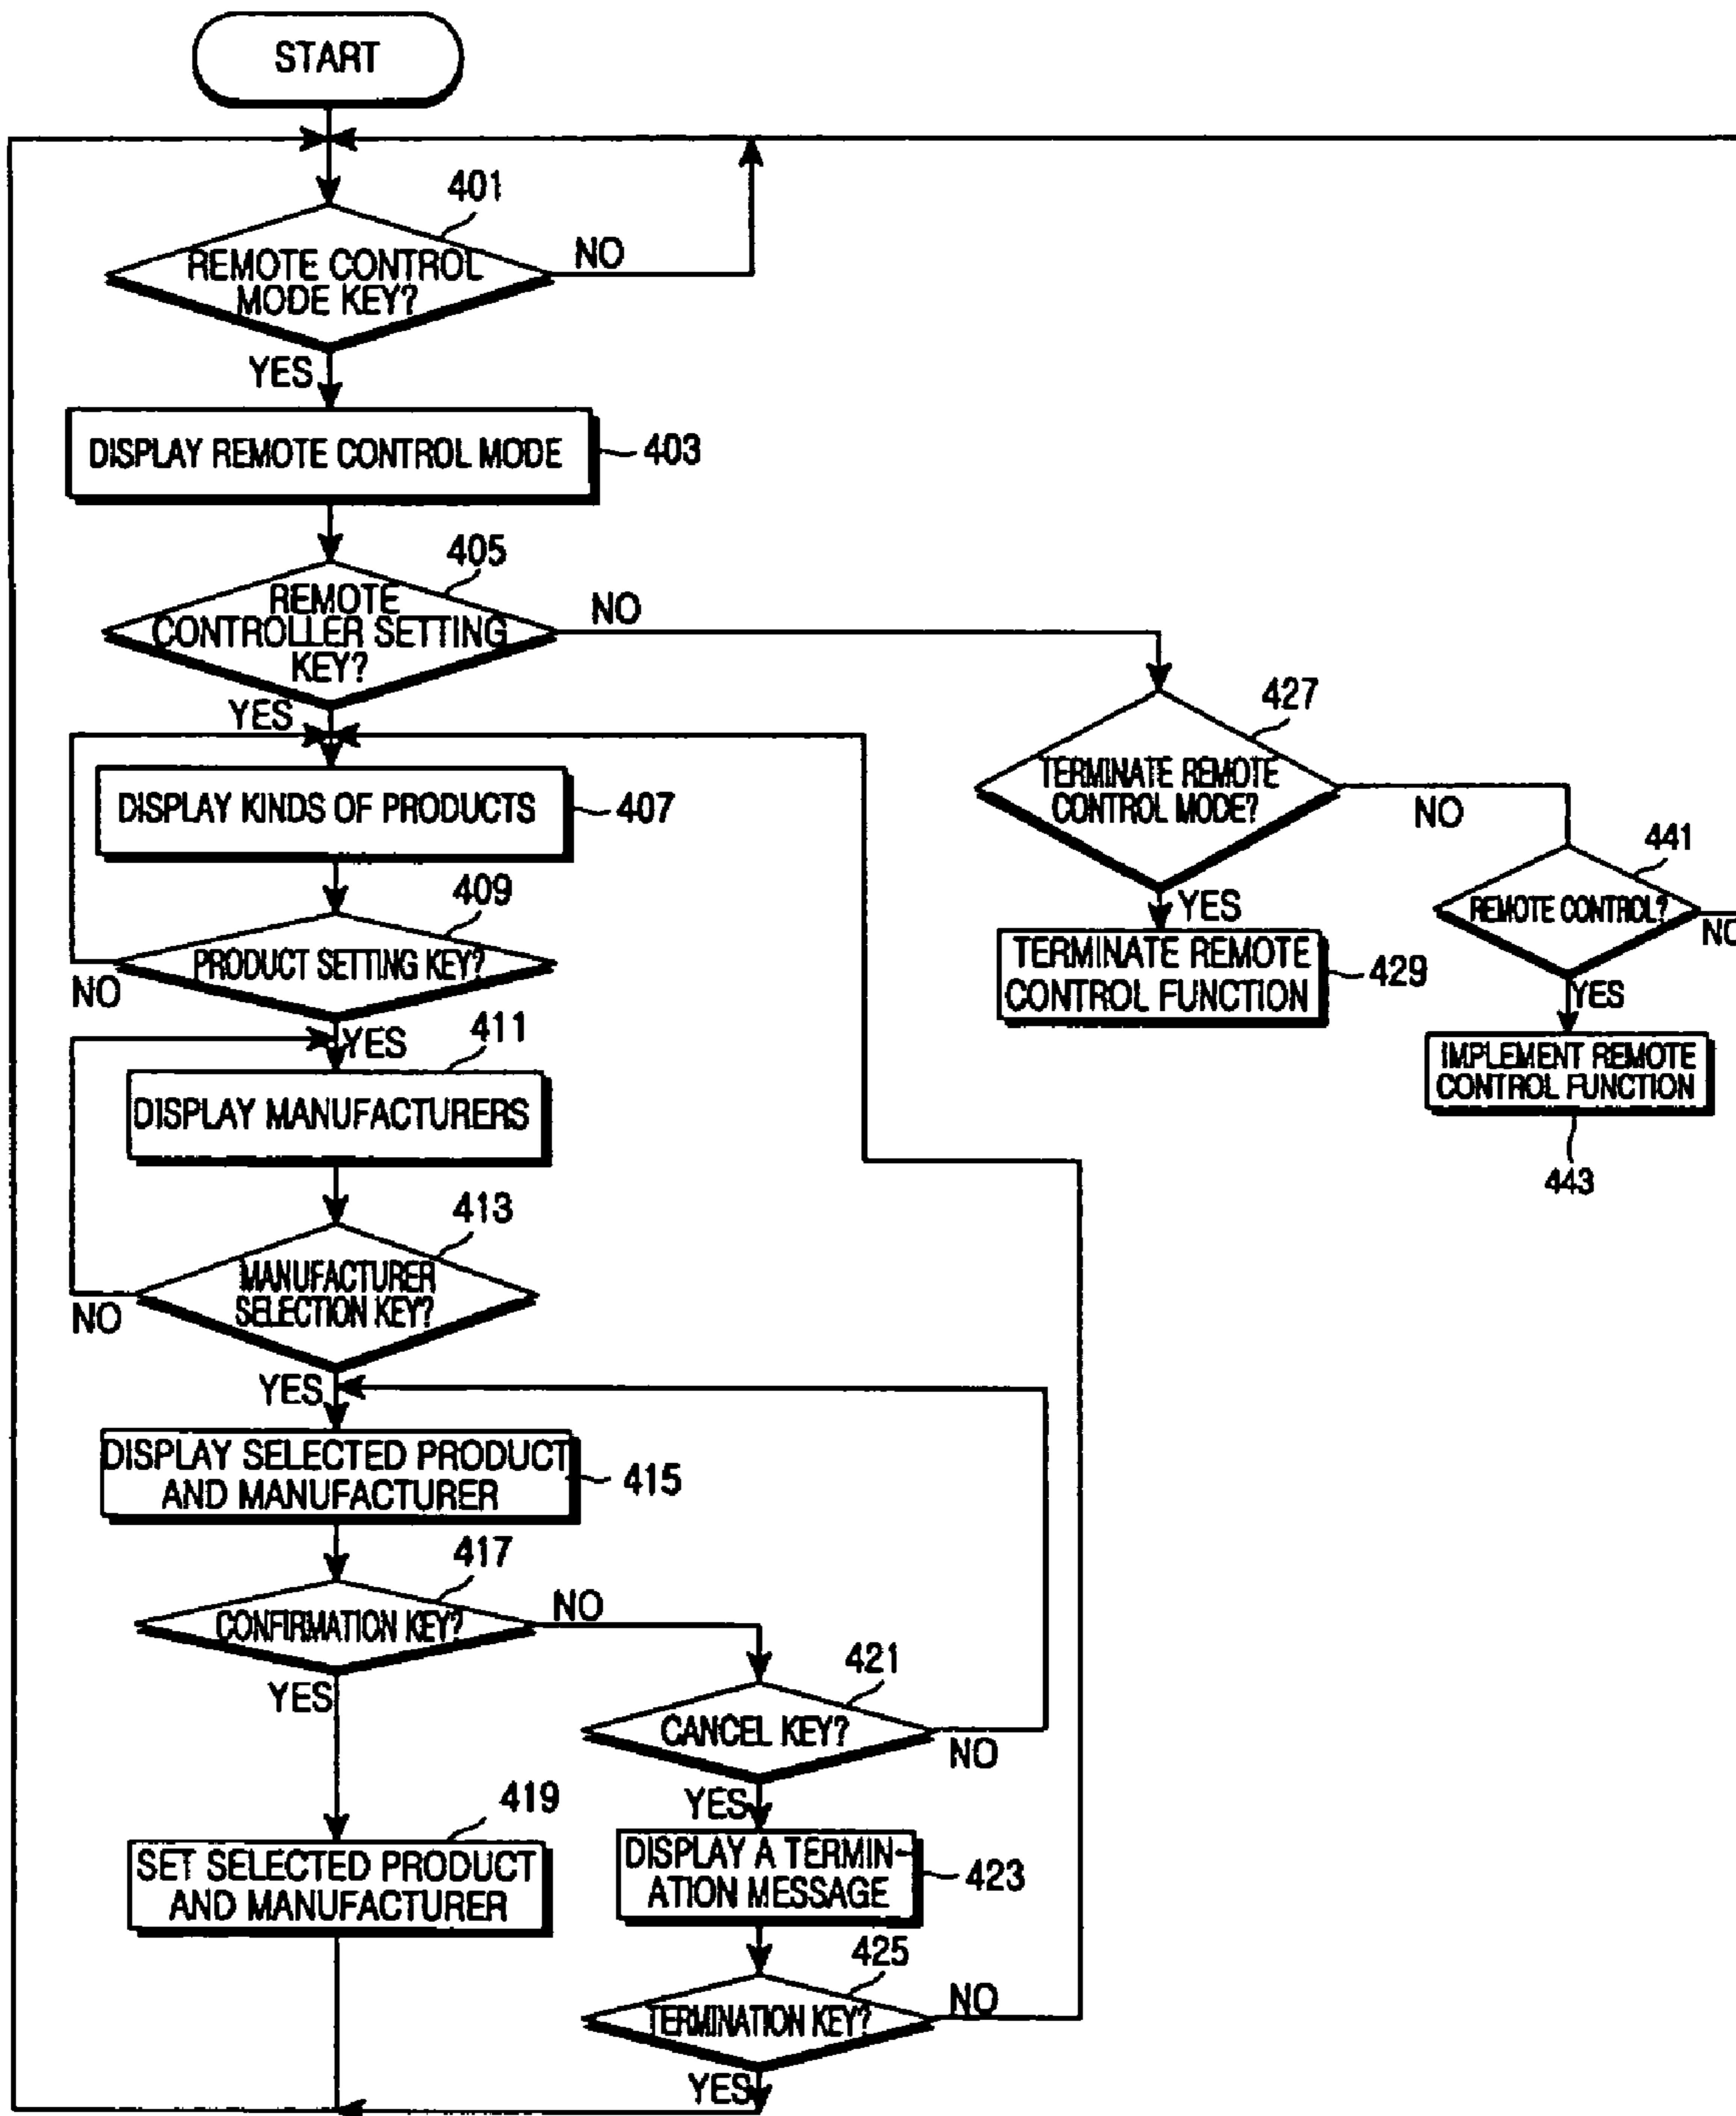 START
401
REMOTE CONTROL
MODE KEY?
NO
YES
DISPLAY REMOTE CONTROL MODE
403
405
REMOTE
CONTROLLER SETTING
KEY?
NO
YES
DISPLAY KINDS OF PRODUCTS
407
409
PRODUCT SETTING KEY?
NO
YES
411
DISPLAY MANUFACTURERS
413
MANUFACTURER
SELECTION KEY?
NO
YES
DISPLAY SELECTED PRODUCT
AND MANUFACTURER
415
417
CONFIRMATION KEY?
NO
YES
419
SET SELECTED PRODUCT
AND MANUFACTURER
421
CANCEL KEY?
NO
YES
DISPLAY A TERMIN-
ATION MESSAGE
423
425
TERMINATION KEY?
NO
YES
427
TERMINATE REMOTE
CONTROL MODE?
NO
YES
TERMINATE REMOTE
CONTROL FUNCTION
429
441
REMOTE CONTROL?
NO
YES
IMPLEMENT REMOTE
CONTROL FUNCTION
443